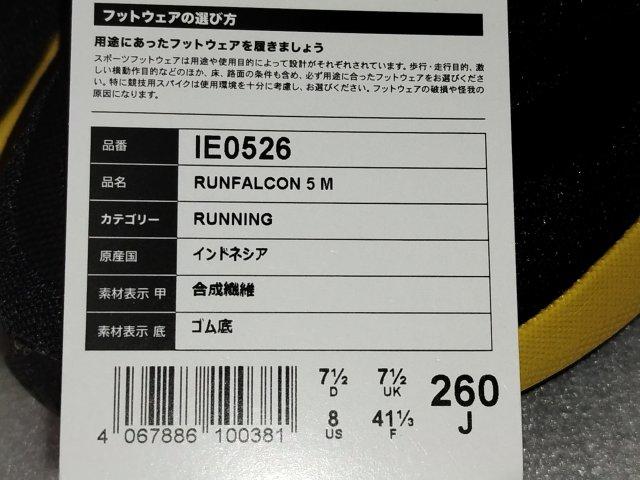 フットウェアの選び方
用途にあったフットウェアを履きましょう
スポーツフットウェアは用途や使用目的によって設計がそれぞれされています。歩行・走行目的、激
しい横動作目的などのほか、床、路面の条件も含め、必ず用途に合ったフットウェアをお選びくださ
い。特に競技用スパイクは使用環境を十分に考慮し、お選びください。フットウェアの破損や怪我の
原因になります。
品番 IE0526
品名 RUNFALCON 5 M
カテゴリー RUNNING
原産国 インドネシア
素材表示 甲 合成繊維
素材表示 底 ゴム底
7½ 7½ 260
D UK J
8 41⅓
US F
4 067886 100381